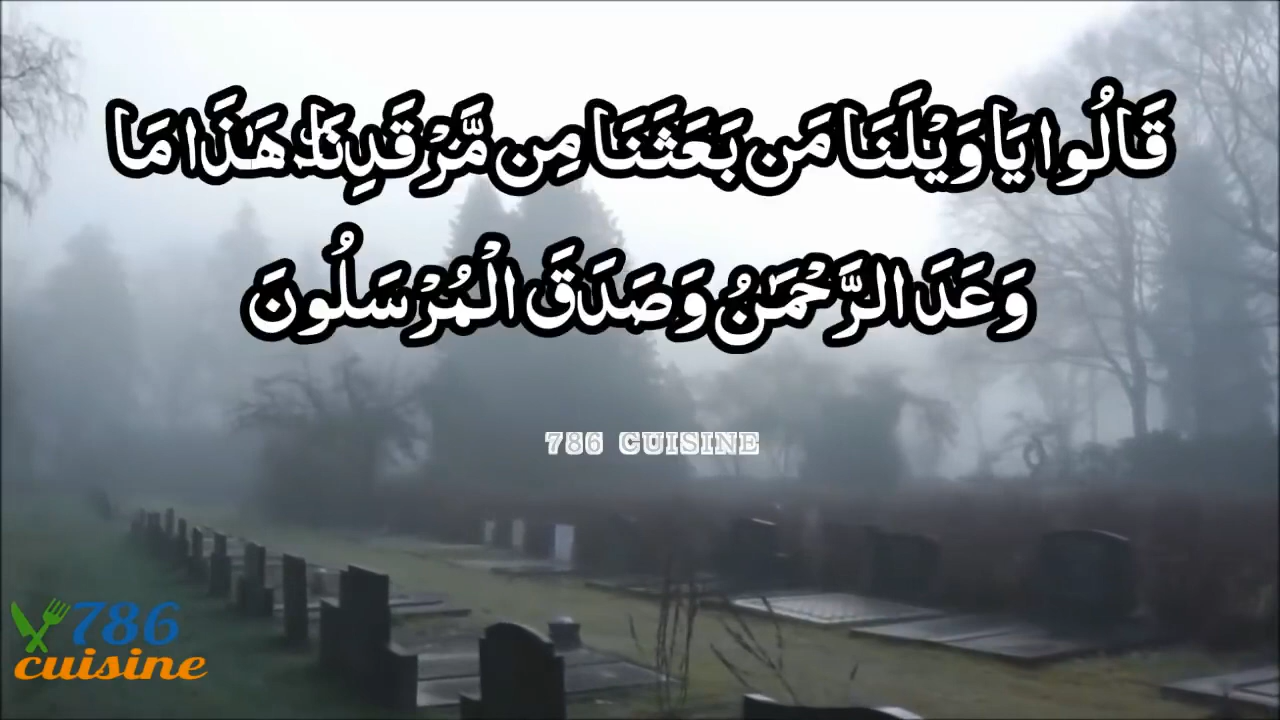 قَالُوا يَا وَيْلَنَا مَن بَعَثَنَا مِن مَّرْقَدِنَا ۜ هَٰذَا مَا
وَعَدَ الرَّحْمَٰنُ وَصَدَقَ الْمُرْسَلُونَ
786 CUISINE
786
cuisine